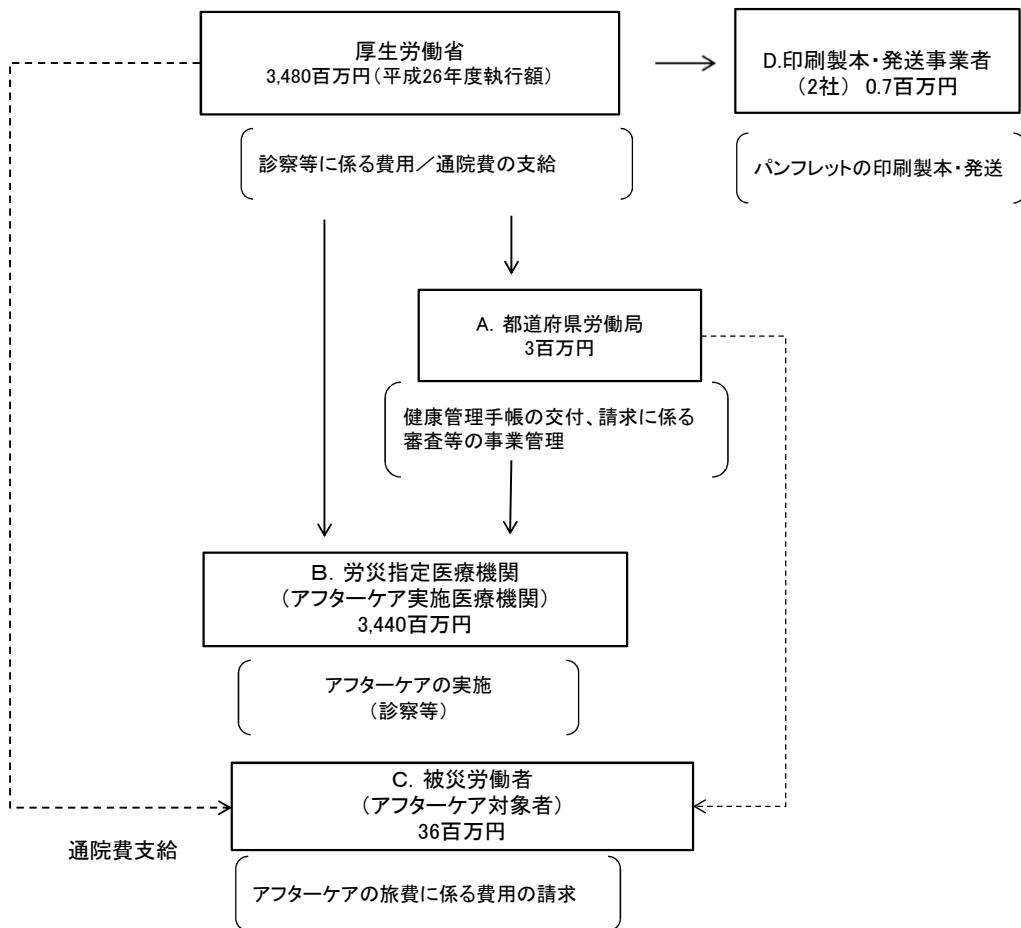 厚生労働省
3,480百万円(平成26年度執行額)
D.印刷製本・発送事業者
(2社) 0.7百万円
診察等に係る費用/通院費の支給
パンフレットの印刷製本・発送
A. 都道府県労働局
3百万円
健康管理手帳の交付、請求に係る
審査等の事業管理
B. 労災指定医療機関
(アフターケア実施医療機関)
3,440百万円
アフターケアの実施
(診察等)
C. 被災労働者
(アフターケア対象者)
36百万円
通院費支給
アフターケアの旅費に係る費用の請求